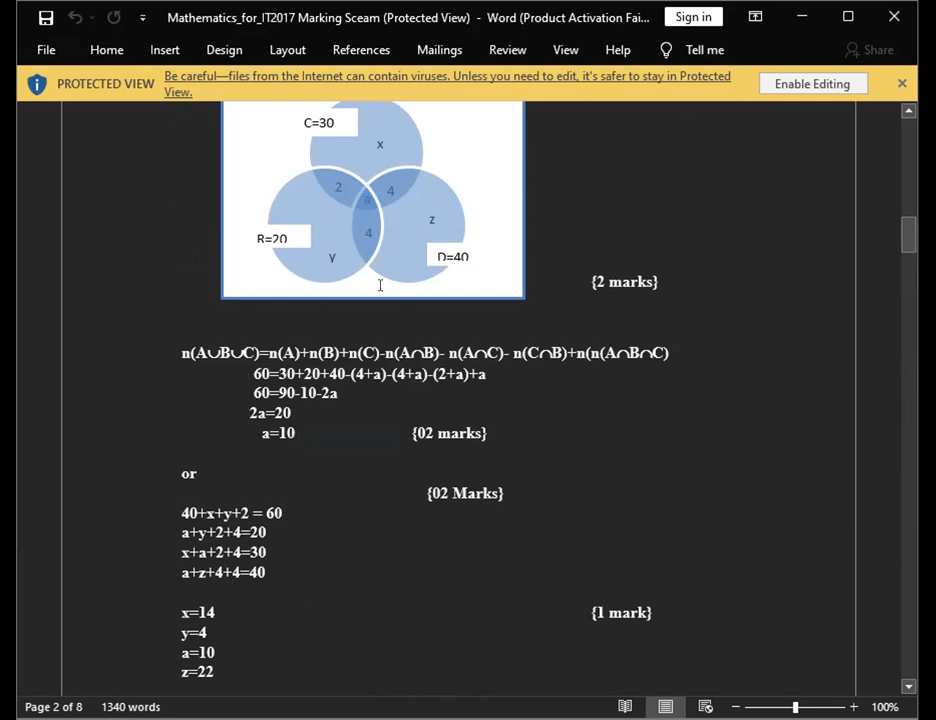 Mathematics_for_IT2017 Marking Sceam (Protected View) - Word (Product Activation Fai...
Sign in
File Home Insert Design Layout References Mailings Review View Help Tell me Share
PROTECTED VIEW Be careful—files from the Internet can contain viruses. Unless you need to edit, it's safer to stay in Protected
View.
Enable Editing
C=30
x
2 4
a
z
4
R=20
y
D=40
{2 marks}
n(A∪B∪C)=n(A)+n(B)+n(C)-n(A∩B)- n(A∩C)- n(C∩B)+n(n(A∩B∩C)
60=30+20+40-(4+a)-(4+a)-(2+a)+a
60=90-10-2a
2a=20
a=10 {02 marks}
or
{02 Marks}
40+x+y+2 = 60
a+y+2+4=20
x+a+2+4=30
a+z+4+4=40
x=14 {1 mark}
y=4
a=10
z=22
Page 2 of 8 1340 words 100%